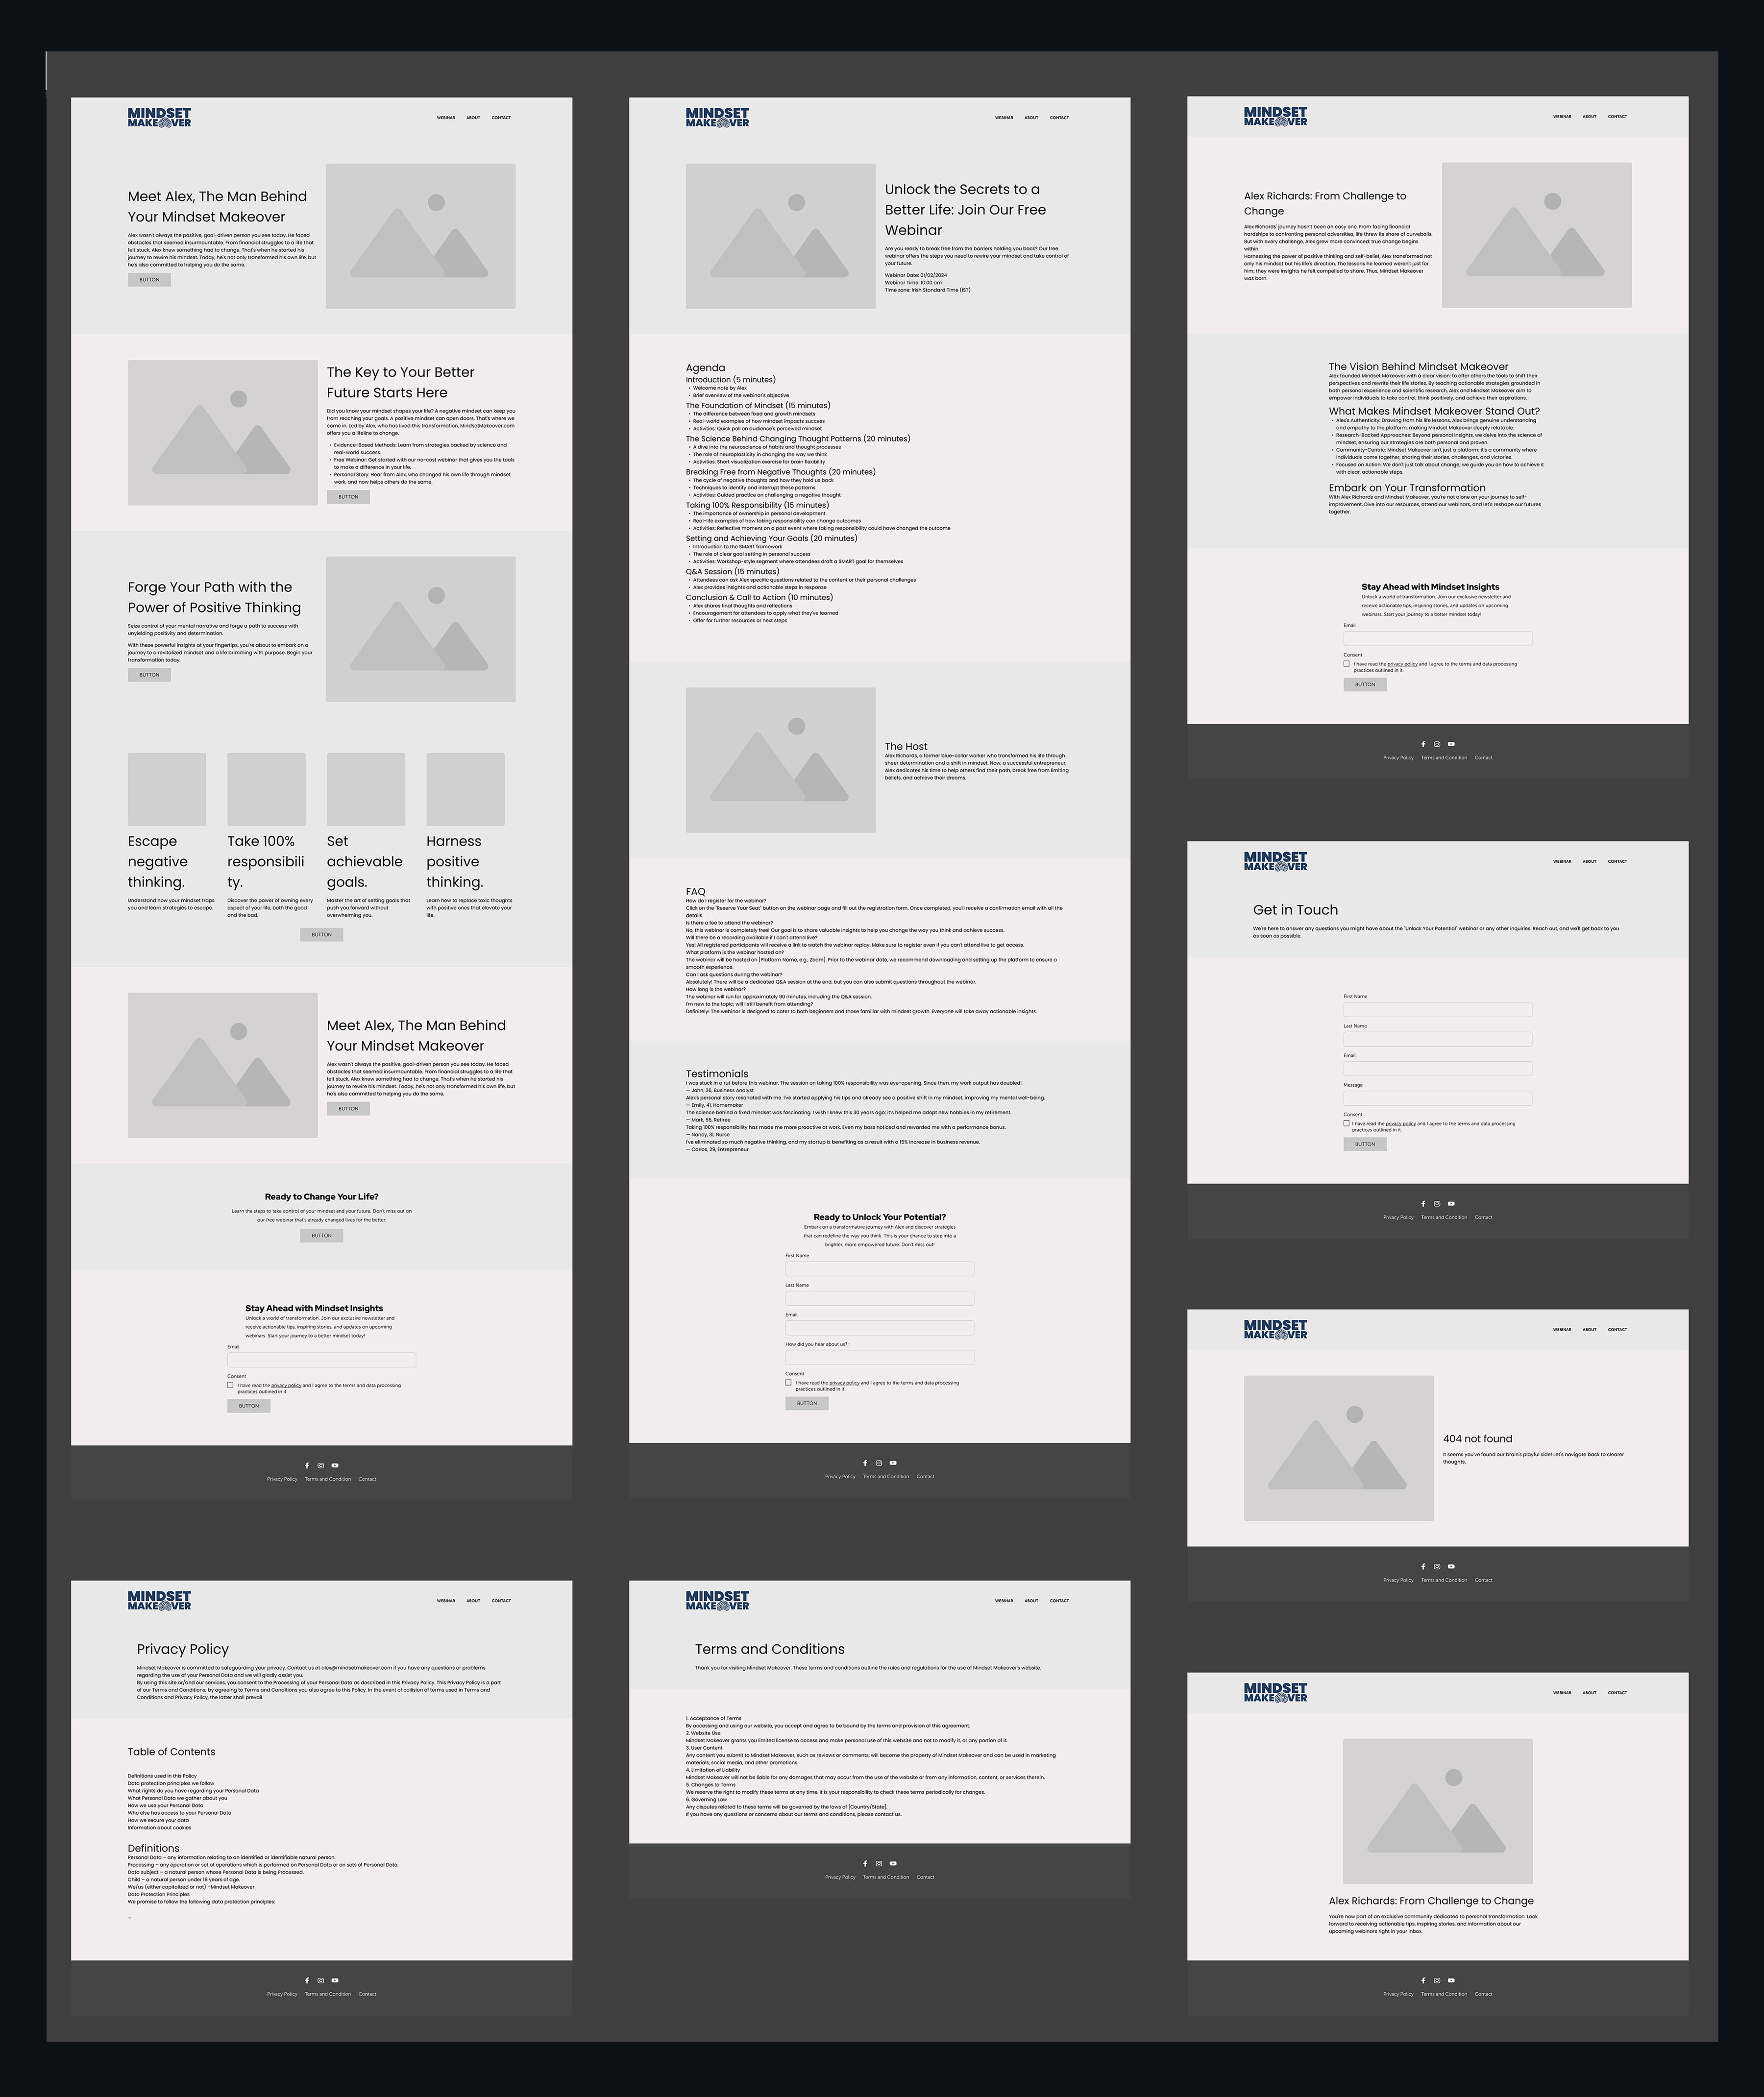 MINDSET
MAKEOVER
WEBINAR ABOUT CONTACT
Meet Alex, The Man Behind
Your Mindset Makeover
Alex wasn't always the positive, goal-driven person you see today. He faced
obstacles that seemed insurmountable. From financial struggles to a life that
felt stuck, Alex knew something had to change. That's when he started his
journey to rewire his mindset. Today, he's not only transformed his own life, but
he's also committed to helping you do the same.
BUTTON
The Key to Your Better
Future Starts Here
Did you know your mindset shapes your life? A negative mindset can keep you
from reaching your goals. A positive mindset can open doors. That's where we
come in. Led by Alex, who has lived this transformation, MindsetMakeover.com
offers you a lifeline to change.
• Evidence-Based Methods: Learn from strategies backed by science and
real-world success.
• Free Webinar: Get started with our no-cost webinar that gives you the tools
to make a difference in your life.
• Personal Story: Hear from Alex, who changed his own life through mindset
work, and now helps others do the same.
BUTTON
Forge Your Path with the
Power of Positive Thinking
Seize control of your mental narrative and forge a path to success with
unyielding positivity and determination.
With these powerful insights at your fingertips, you're about to embark on a
journey to a revitalized mindset and a life brimming with purpose. Begin your
transformation today.
BUTTON
Escape
negative
thinking.
Understand how your mindset traps
you and learn strategies to escape.
Take 100%
responsibili
ty.
Discover the power of owning every
aspect of your life, both the good
and the bad.
Set
achievable
goals.
Master the art of setting goals that
push you forward without
overwhelming you.
Harness
positive
thinking.
Learn how to replace toxic thoughts
with positive ones that elevate your
life.
BUTTON
Meet Alex, The Man Behind
Your Mindset Makeover
Alex wasn't always the positive, goal-driven person you see today. He faced
obstacles that seemed insurmountable. From financial struggles to a life that
felt stuck, Alex knew something had to change. That's when he started his
journey to rewire his mindset. Today, he's not only transformed his own life, but
he's also committed to helping you do the same.
BUTTON
Ready to Change Your Life?
Learn the steps to take control of your mindset and your future. Don't miss out on
our free webinar that's already changed lives for the better.
BUTTON
Stay Ahead with Mindset Insights
Unlock a world of transformation. Join our exclusive newsletter and
receive actionable tips, inspiring stories, and updates on upcoming
webinars. Start your journey to a better mindset today!
Email
Consent
I have read the privacy policy and I agree to the terms and data processing
practices outlined in it.
BUTTON
Privacy Policy Terms and Condition Contact
MINDSET
MAKEOVER
WEBINAR ABOUT CONTACT
Unlock the Secrets to a
Better Life: Join Our Free
Webinar
Are you ready to break free from the barriers holding you back? Our free
webinar offers the steps you need to rewire your mindset and take control of
your future.
Webinar Date: 01/02/2024
Webinar Time: 10:00 am
Time zone: Irish Standard Time (IST)
Agenda
Introduction (5 minutes)
• Welcome note by Alex
• Brief overview of the webinar's objective
The Foundation of Mindset (15 minutes)
• The difference between fixed and growth mindsets
• Real-world examples of how mindset impacts success
• Activities: Quick poll on audience's perceived mindset
The Science Behind Changing Thought Patterns (20 minutes)
• A dive into the neuroscience of habits and thought processes
• The role of neuroplasticity in changing the way we think
• Activities: Short visualization exercise for brain flexibility
Breaking Free from Negative Thoughts (20 minutes)
• The cycle of negative thoughts and how they hold us back
• Techniques to identify and interrupt these patterns
• Activities: Guided practice on challenging a negative thought
Taking 100% Responsibility (15 minutes)
• The importance of ownership in personal development
• Real-life examples of how taking responsibility can change outcomes
• Activities: Reflective moment on a past event where taking responsibility could have changed the outcome
Setting and Achieving Your Goals (20 minutes)
• Introduction to the SMART framework
• The role of clear goal setting in personal success
• Activities: Workshop-style segment where attendees draft a SMART goal for themselves
Q&A Session (15 minutes)
• Attendees can ask Alex specific questions related to the content or their personal challenges
• Alex provides insights and actionable steps in response
Conclusion & Call to Action (10 minutes)
• Alex shares final thoughts and reflections
• Encouragement for attendees to apply what they've learned
• Offer for further resources or next steps
The Host
Alex Richards, a former blue-collar worker who transformed his life through
sheer determination and a shift in mindset. Now, a successful entrepreneur,
Alex dedicates his time to help others find their path, break free from limiting
beliefs, and achieve their dreams.
FAQ
How do I register for the webinar?
Click on the "Reserve Your Seat" button on the webinar page and fill out the registration form. Once completed, you'll receive a confirmation email with all the
details.
Is there a fee to attend the webinar?
No, this webinar is completely free! Our goal is to share valuable insights to help you change the way you think and achieve success.
Will there be a recording available if I can't attend live?
Yes! All registered participants will receive a link to watch the webinar replay. Make sure to register even if you can't attend live to get access.
What platform is the webinar hosted on?
The webinar will be hosted on [Platform Name, e.g., Zoom]. Prior to the webinar date, we recommend downloading and setting up the platform to ensure a
smooth experience.
Can I ask questions during the webinar?
Absolutely! There will be a dedicated Q&A session at the end, but you can also submit questions throughout the webinar.
How long is the webinar?
The webinar will run for approximately 90 minutes, including the Q&A session.
I'm new to the topic; will I still benefit from attending?
Definitely! The webinar is designed to cater to both beginners and those familiar with mindset growth. Everyone will take away actionable insights.
Testimonials
I was stuck in a rut before this webinar. The session on taking 100% responsibility was eye-opening. Since then, my work output has doubled!
— John, 36, Business Analyst
Alex's personal story resonated with me. I've started applying his tips and already see a positive shift in my mindset, improving my mental well-being.
— Emily, 41, Homemaker
The science behind a fixed mindset was fascinating. I wish I knew this 30 years ago; it's helped me adopt new hobbies in my retirement.
— Mark, 55, Retiree
Taking 100% responsibility has made me more proactive at work. Even my boss noticed and rewarded me with a performance bonus.
— Nancy, 31, Nurse
I've eliminated so much negative thinking, and my startup is benefiting as a result with a 15% increase in business revenue.
— Carlos, 29, Entrepreneur
Ready to Unlock Your Potential?
Embark on a transformative journey with Alex and discover strategies
that can redefine the way you think. This is your chance to step into a
brighter, more empowered future. Don't miss out!
First Name
Last Name
Email
How did you hear about us?:
Consent
I have read the privacy policy and I agree to the terms and data processing
practices outlined in it.
BUTTON
Privacy Policy Terms and Condition Contact
MINDSET
MAKEOVER
WEBINAR ABOUT CONTACT
Alex Richards: From Challenge to
Change
Alex Richards' journey hasn't been an easy one. From facing financial
hardships to confronting personal adversities, life threw its share of curveballs.
But with every challenge, Alex grew more convinced: true change begins
within.
Harnessing the power of positive thinking and self-belief, Alex transformed not
only his mindset but his life's direction. The lessons he learned weren't just for
him; they were insights he felt compelled to share. Thus, Mindset Makeover
was born.
The Vision Behind Mindset Makeover
Alex founded Mindset Makeover with a clear vision: to offer others the tools to shift their
perspectives and rewrite their life stories. By teaching actionable strategies grounded in
both personal experience and scientific research, Alex and Mindset Makeover aim to
empower individuals to take control, think positively, and achieve their aspirations.
What Makes Mindset Makeover Stand Out?
• Alex's Authenticity: Drawing from his life lessons, Alex brings genuine understanding
and empathy to the platform, making Mindset Makeover deeply relatable.
• Research-Backed Approaches: Beyond personal insights, we delve into the science of
mindset, ensuring our strategies are both personal and proven.
• Community-Centric: Mindset Makeover isn't just a platform; it's a community where
individuals come together, sharing their stories, challenges, and victories.
• Focused on Action: We don't just talk about change; we guide you on how to achieve it
with clear, actionable steps.
Embark on Your Transformation
With Alex Richards and Mindset Makeover, you're not alone on your journey to self-
improvement. Dive into our resources, attend our webinars, and let's reshape our futures
together.
Stay Ahead with Mindset Insights
Unlock a world of transformation. Join our exclusive newsletter and
receive actionable tips, inspiring stories, and updates on upcoming
webinars. Start your journey to a better mindset today!
Email
Consent
I have read the privacy policy and I agree to the terms and data processing
practices outlined in it.
BUTTON
Privacy Policy Terms and Condition Contact
MINDSET
MAKEOVER
WEBINAR ABOUT CONTACT
Get in Touch
We're here to answer any questions you might have about the "Unlock Your Potential" webinar or any other inquiries. Reach out, and we'll get back to you
as soon as possible.
First Name
Last Name
Email
Message
Consent
I have read the privacy policy and I agree to the terms and data processing
practices outlined in it.
BUTTON
Privacy Policy Terms and Condition Contact
MINDSET
MAKEOVER
WEBINAR ABOUT CONTACT
404 not found
It seems you've found our brain's playful side! Let's navigate back to clearer
thoughts.
Privacy Policy Terms and Condition Contact
MINDSET
MAKEOVER
WEBINAR ABOUT CONTACT
Privacy Policy
Mindset Makeover is committed to safeguarding your privacy. Contact us at alex@mindsetmakeover.com if you have any questions or problems
regarding the use of your Personal Data and we will gladly assist you.
By using this site or/and our services, you consent to the Processing of your Personal Data as described in this Privacy Policy. This Privacy Policy is a part
of our Terms and Conditions; by agreeing to Terms and Conditions you also agree to this Policy. In the event of collision of terms used in Terms and
Conditions and Privacy Policy, the latter shall prevail.
Table of Contents
Definitions used in this Policy
Data protection principles we follow
What rights do you have regarding your Personal Data
What Personal Data we gather about you
How we use your Personal Data
Who else has access to your Personal Data
How we secure your data
Information about cookies
Definitions
Personal Data – any information relating to an identified or identifiable natural person.
Processing – any operation or set of operations which is performed on Personal Data or on sets of Personal Data.
Data subject – a natural person whose Personal Data is being Processed.
Child – a natural person under 16 years of age.
We/us (either capitalized or not) –Mindset Makeover
Data Protection Principles
We promise to follow the following data protection principles:
...
Privacy Policy Terms and Condition Contact
MINDSET
MAKEOVER
WEBINAR ABOUT CONTACT
Terms and Conditions
Thank you for visiting Mindset Makeover. These terms and conditions outline the rules and regulations for the use of Mindset Makeover's website.
1. Acceptance of Terms
By accessing and using our website, you accept and agree to be bound by the terms and provision of this agreement.
2. Website Use
Mindset Makeover grants you limited license to access and make personal use of this website and not to modify it, or any portion of it.
3. User Content
Any content you submit to Mindset Makeover, such as reviews or comments, will become the property of Mindset Makeover and can be used in marketing
materials, social media, and other promotions.
4. Limitation of Liability
Mindset Makeover will not be liable for any damages that may occur from the use of the website or from any information, content, or services therein.
5. Changes to Terms
We reserve the right to modify these terms at any time. It is your responsibility to check these terms periodically for changes.
6. Governing Law
Any disputes related to these terms will be governed by the laws of [Country/State].
If you have any questions or concerns about our terms and conditions, please contact us.
Privacy Policy Terms and Condition Contact
MINDSET
MAKEOVER
WEBINAR ABOUT CONTACT
Alex Richards: From Challenge to Change
You're now part of an exclusive community dedicated to personal transformation. Look
forward to receiving actionable tips, inspiring stories, and information about our
upcoming webinars right in your inbox.
Privacy Policy Terms and Condition Contact